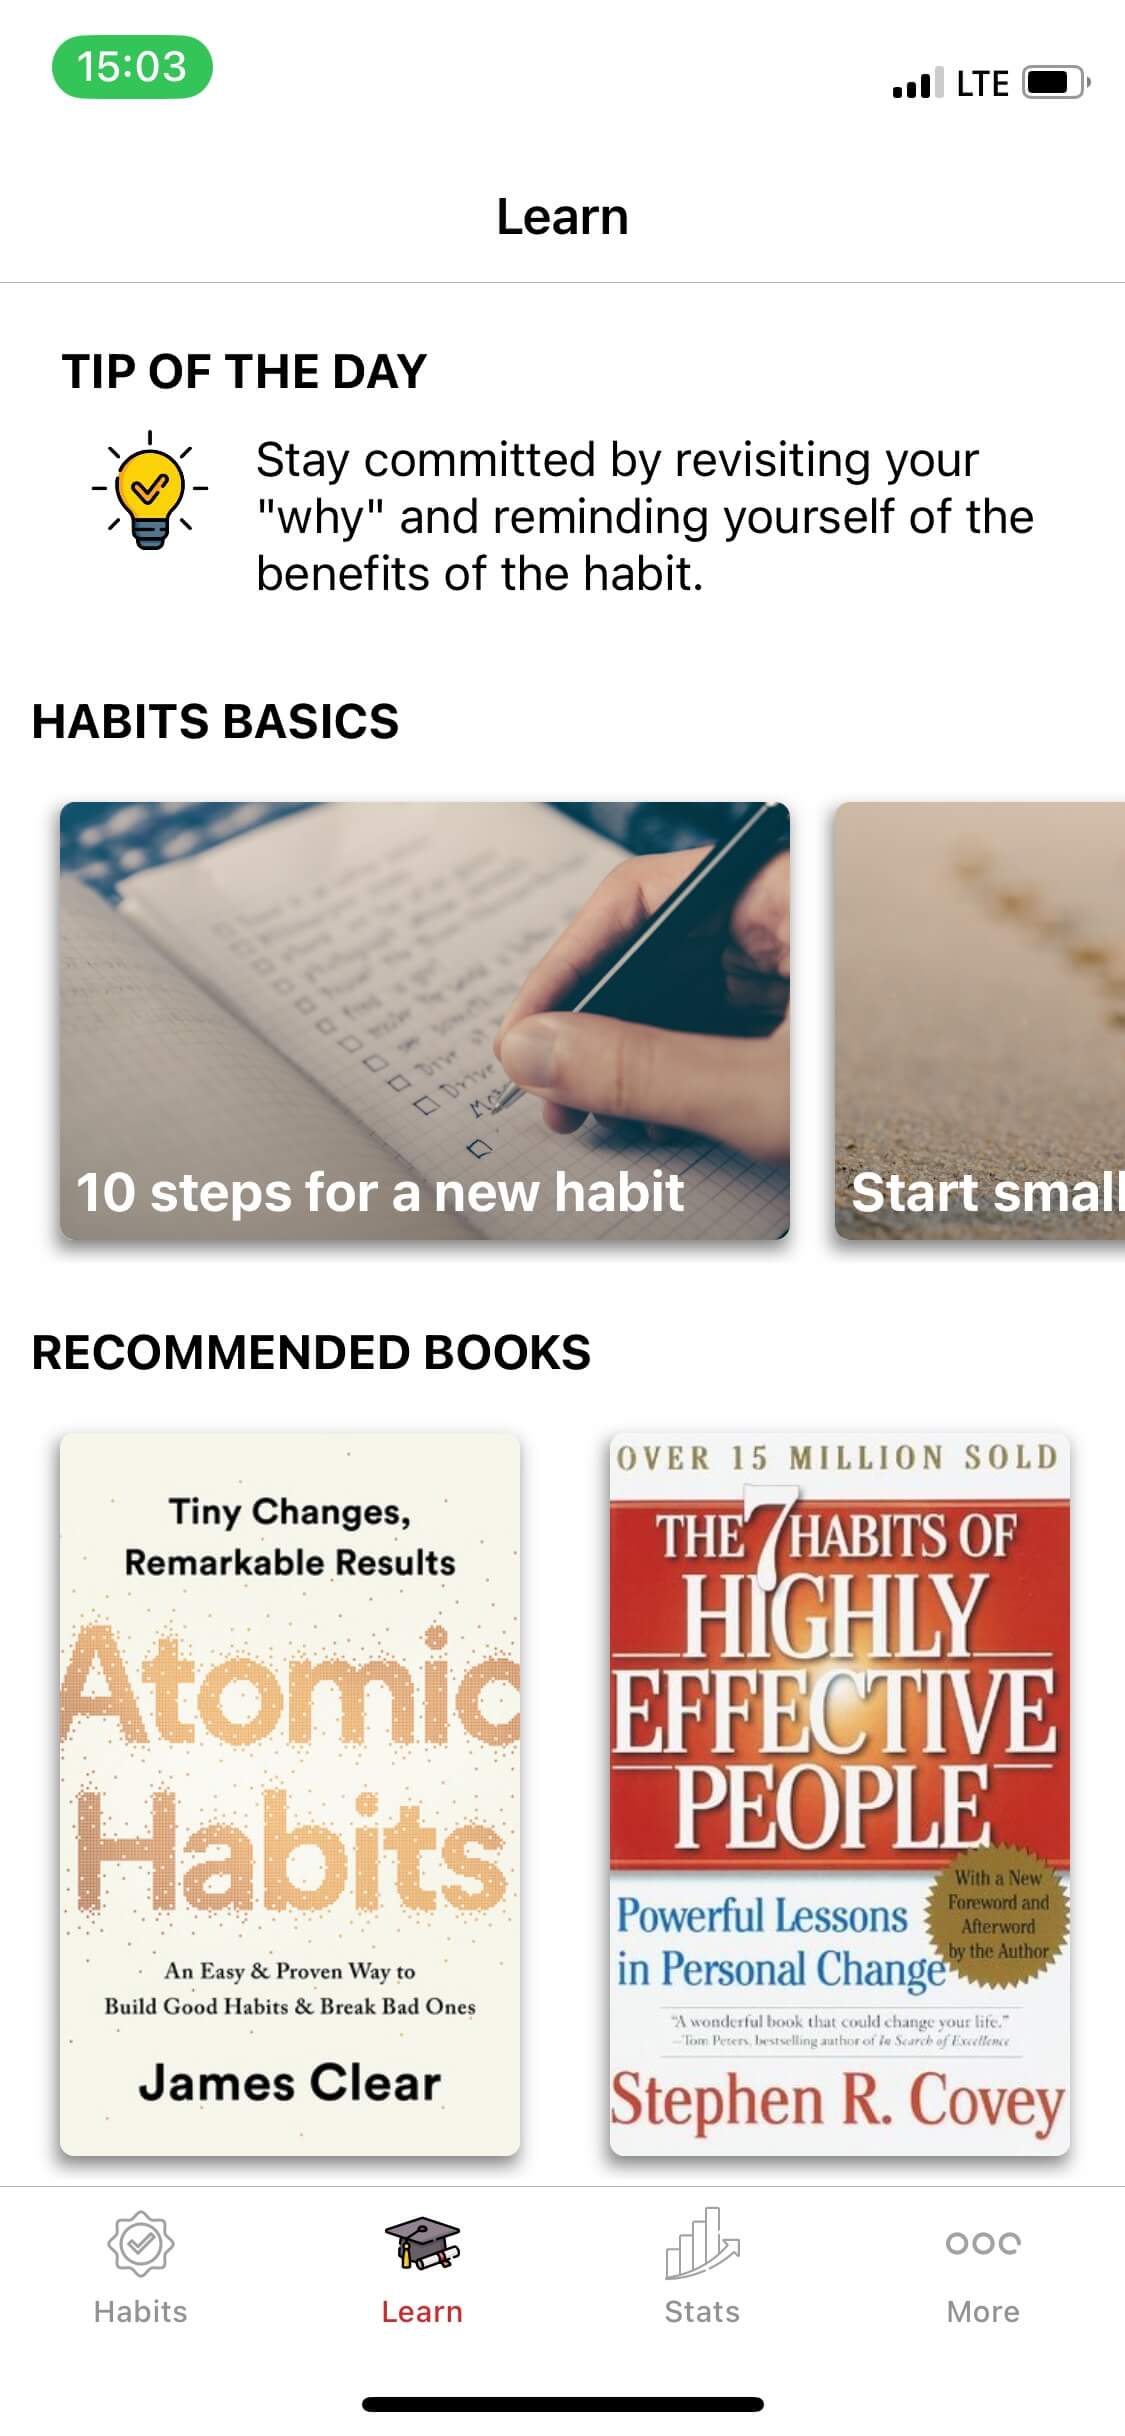 15:03
LTE
Learn
TIP OF THE DAY
Stay committed by revisiting your
"why" and reminding yourself of the
benefits of the habit.
HABITS BASICS
10 steps for a new habit
Start small
RECOMMENDED BOOKS
Tiny Changes,
Remarkable Results
Atomic
Habits
An Easy & Proven Way to
Build Good Habits & Break Bad Ones
James Clear
OVER 15 MILLION SOLD
THE 7 HABITS OF
HIGHLY
EFFECTIVE
PEOPLE
With a New
Foreword and
Afterword
by the Author
Powerful Lessons
in Personal Change
"A wonderful book that could change your life."
—Tom Peters, bestselling author of In Search of Excellence
Stephen R. Covey
Habits
Learn
Stats
More